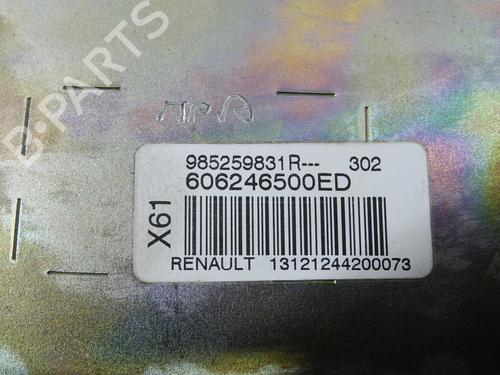 B-PARTS
985259831R--- 302
606246500ED
X61
RENAULT 13121244200073